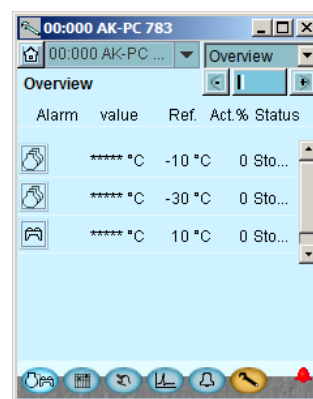 00:000 AK-PC 783
00:000 AK-PC ... Overview
Overview
Alarm value Ref. Act.% Status
***** °C -10 °C 0 Sto...
***** °C -30 °C 0 Sto...
***** °C 10 °C 0 Sto...